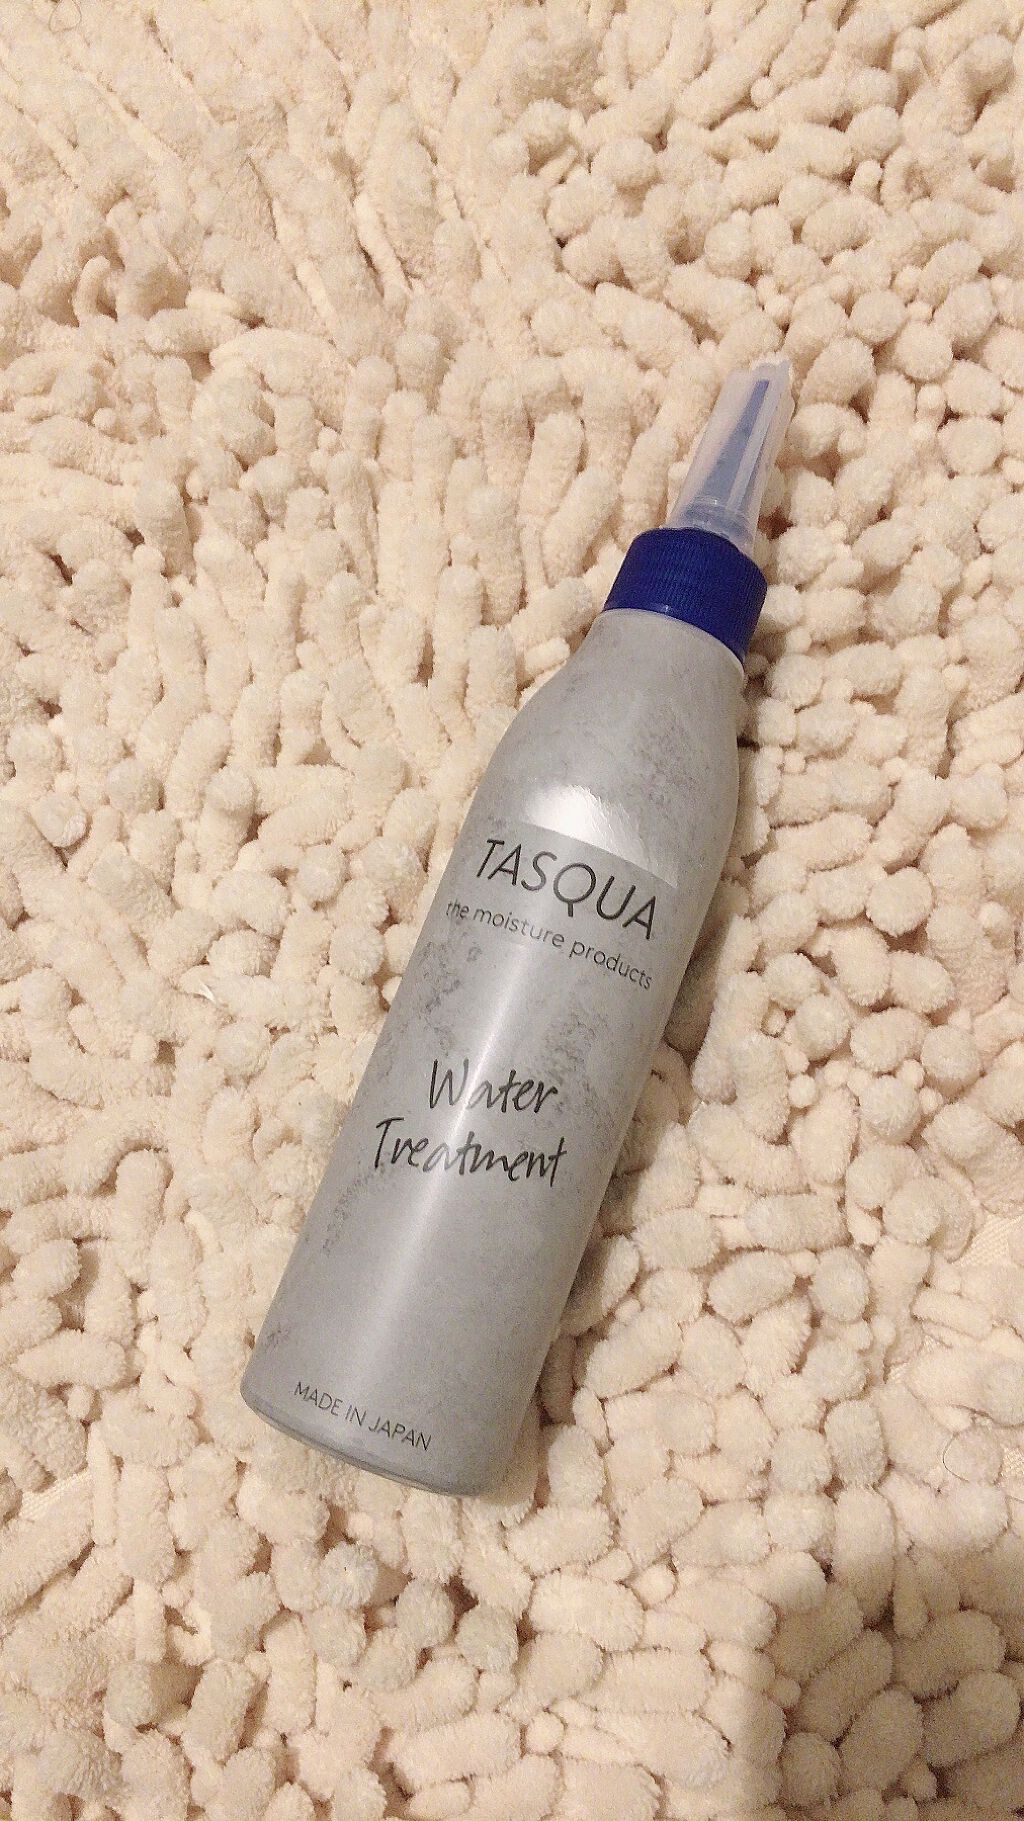 TASQUA
the moisture products
Water
Treatment
MADE IN JAPAN